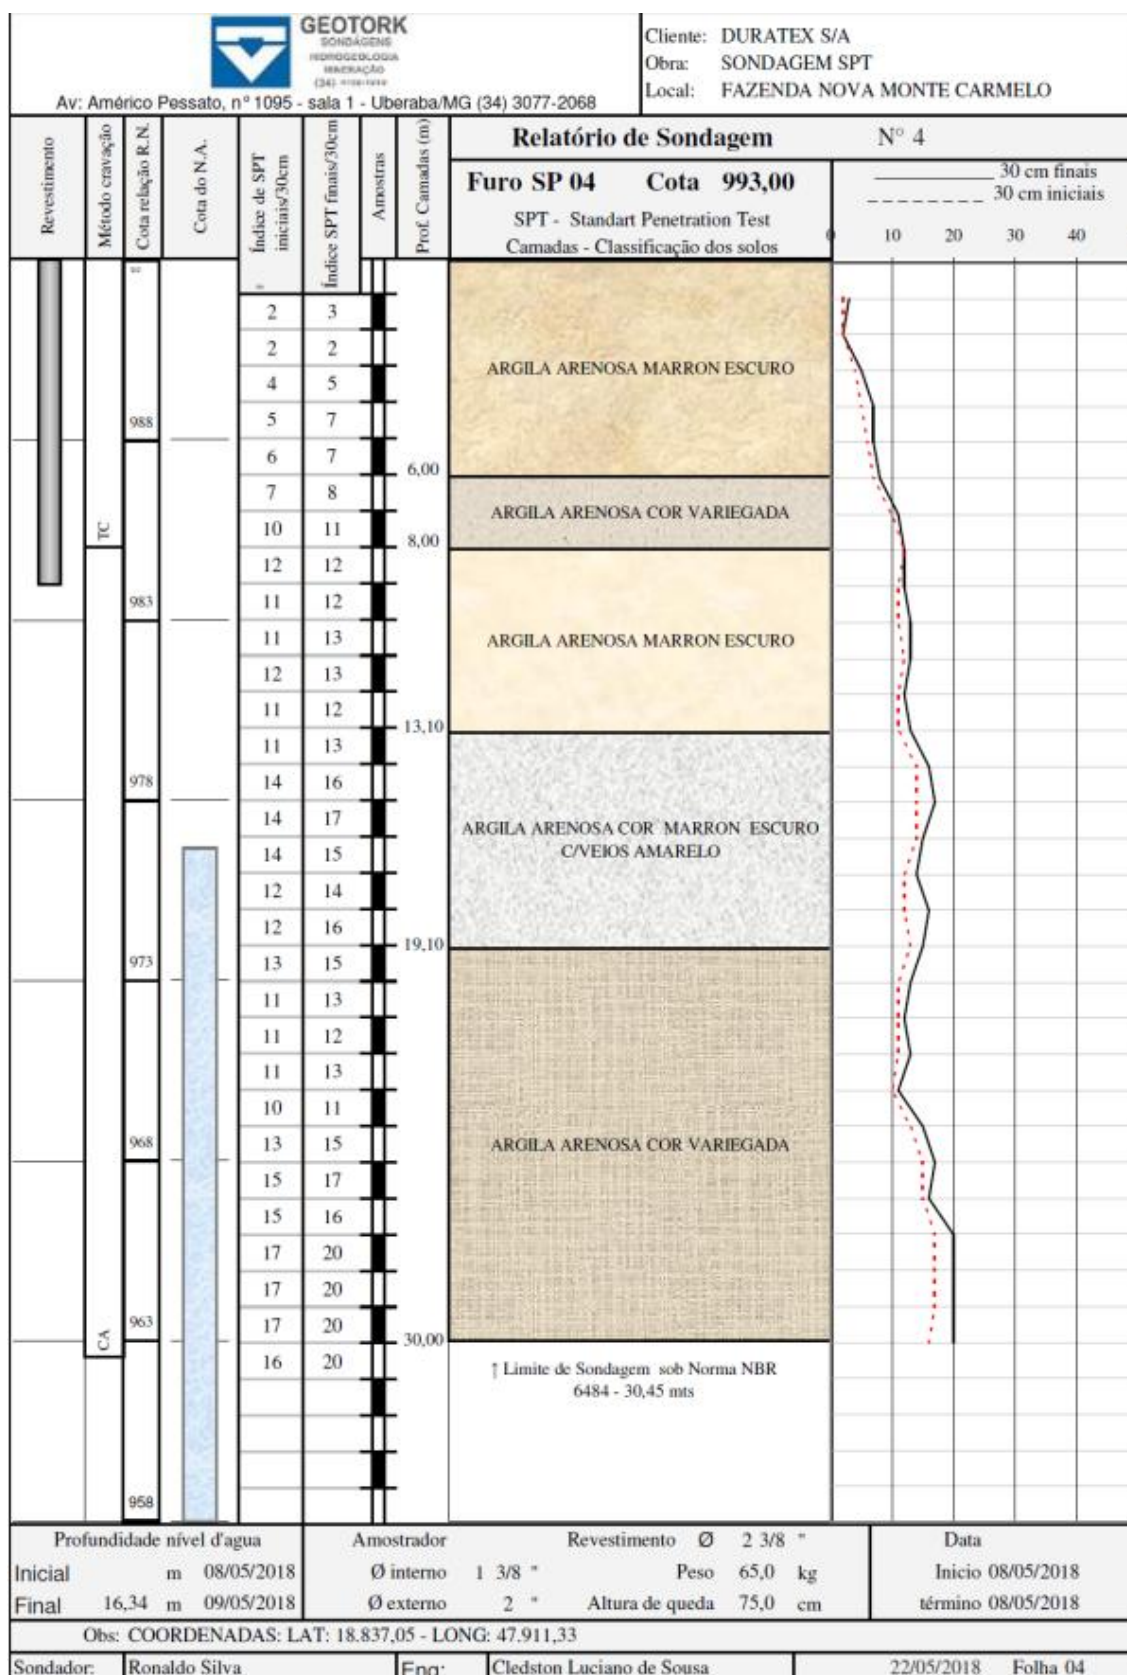 GEOTORK
SONDAGENS
HIDROGEOLOGIA
MINERAÇÃO
Av: Américo Pessato, nº 1095 - sala 1 - Uberaba/MG (34) 3077-2068
Cliente: DURATEX S/A
Obra: SONDAGEM SPT
Local: FAZENDA NOVA MONTE CARMELO
Revestimento
Método cravação
Cota relação R.N.
Cota do N.A.
Índice de SPT iniciais/30cm
Índice SPT finais/30cm
Amostras
Prof. Camadas (m)
Relatório de Sondagem N° 4
Furo SP 04 Cota 993,00
SPT - Standart Penetration Test
Camadas - Classificação dos solos
30 cm finais
30 cm iniciais
0 10 20 30 40
2 3
2 2
4 5
ARGILA ARENOSA MARRON ESCURO
988 5 7
6 7
6,00
7 8
ARGILA ARENOSA COR VARIEGADA
TC 10 11
8,00
12 12
983 11 12
11 13
ARGILA ARENOSA MARRON ESCURO
12 13
11 12
13,10
11 13
978 14 16
14 17
ARGILA ARENOSA COR MARRON ESCURO
C/VEIOS AMARELO
14 15
12 14
12 16
19,10
973 13 15
11 13
11 12
11 13
10 11
968 13 15
ARGILA ARENOSA COR VARIEGADA
15 17
15 16
17 20
17 20
963 17 20
CA 30,00
16 20
↑ Limite de Sondagem sob Norma NBR
6484 - 30,45 mts
958
Profundidade nível d'agua
Inicial m 08/05/2018
Final 16,34 m 09/05/2018
Amostrador Revestimento Ø 2 3/8 "
Ø interno 1 3/8 " Peso 65,0 kg
Ø externo 2 " Altura de queda 75,0 cm
Data
Inicio 08/05/2018
término 08/05/2018
Obs: COORDENADAS: LAT: 18.837,05 - LONG: 47.911,33
Sondador: Ronaldo Silva Eng: Cledston Luciano de Sousa 22/05/2018 Folha 04